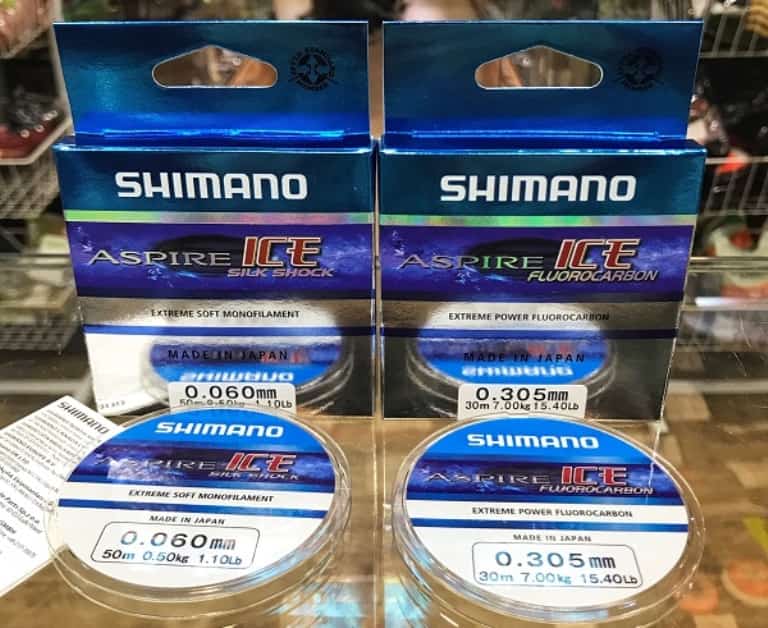 SHIMANO
ASPIRE ICE
SILK SHOCK
EXTREME SOFT MONOFILAMENT
MADE IN JAPAN
SHIMANO
0.060mm
50m 0.50kg 1.10Lb
SHIMANO
ASPIRE ICE
FLUOROCARBON
EXTREME POWER FLUOROCARBON
MADE IN JAPAN
SHIMANO
0.305mm
30m 7.00kg 15.40Lb
SHIMANO
SHIMANO
ASPIRE ICE
SILK SHOCK
EXTREME SOFT MONOFILAMENT
MADE IN JAPAN
0.060mm
50m 0.50kg 1.10Lb
SHIMANO
ASPIRE ICE
FLUOROCARBON
EXTREME POWER FLUOROCARBON
MADE IN JAPAN
0.305mm
30m 7.00kg 15.40Lb